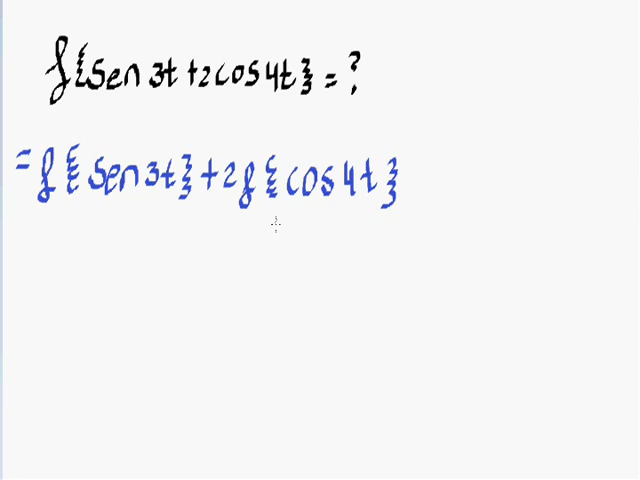 ℒ{sen 3t + 2cos 4t} = ?
= ℒ{sen 3t} + 2ℒ{cos 4t}